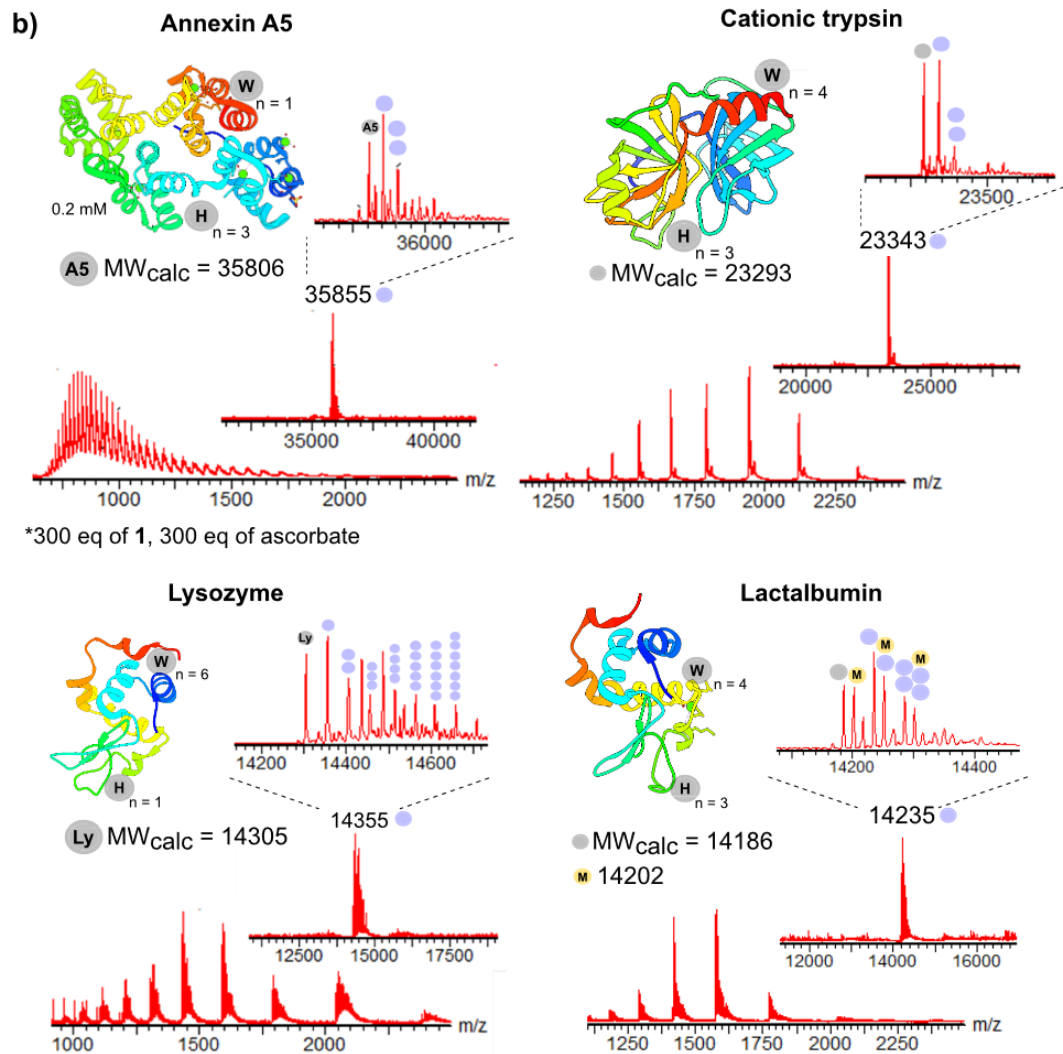 b)
Annexin A5
W
n = 1
A5
0.2 mM
H
n = 3
36000
A5 MWcalc = 35806
35855
35000 40000
1000 1500 2000 m/z
*300 eq of 1, 300 eq of ascorbate
Cationic trypsin
W
n = 4
H
n = 3
23500
MWcalc = 23293
23343
20000 25000
1250 1500 1750 2000 2250 m/z
Lysozyme
W
n = 6
H
n = 1
Ly
14200 14400 14600
Ly MWcalc = 14305
14355
12500 15000 17500
1000 1500 2000 m/z
Lactalbumin
W
n = 4
H
n = 3
M
M
M
14200 14400
MWcalc = 14186
M 14202
14235
12000 14000 16000
1250 1500 1750 2000 2250 m/z